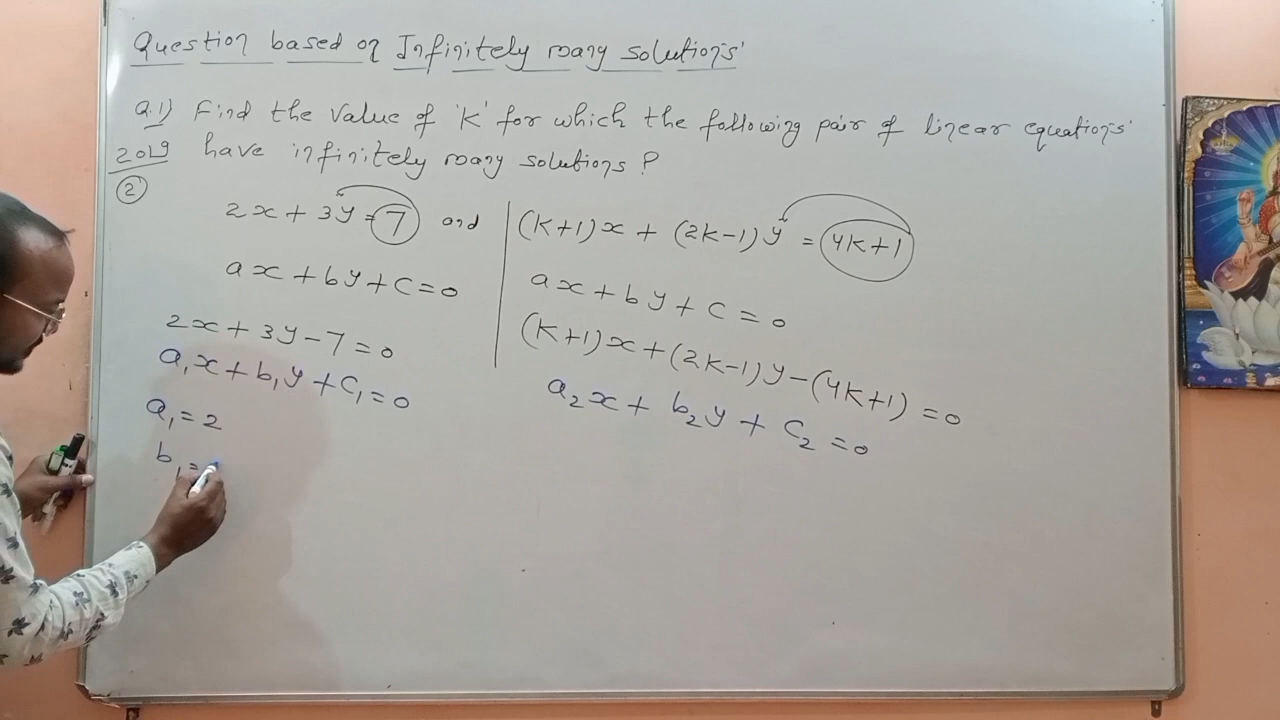 Question based on Infinitely many solutions'
Q.1) Find the value of 'K' for which the following pair of linear equations'
2019 have infinitely many solutions ?
(2)
2x + 3y = 7 and (K+1)x + (2K-1)y = 4K+1
ax + by + c = 0 ax + by + c = 0
2x + 3y - 7 = 0 (K+1)x + (2K-1)y - (4K+1) = 0
a₁x + b₁y + c₁ = 0 a₂x + b₂y + c₂ = 0
a₁ = 2
b₁ =